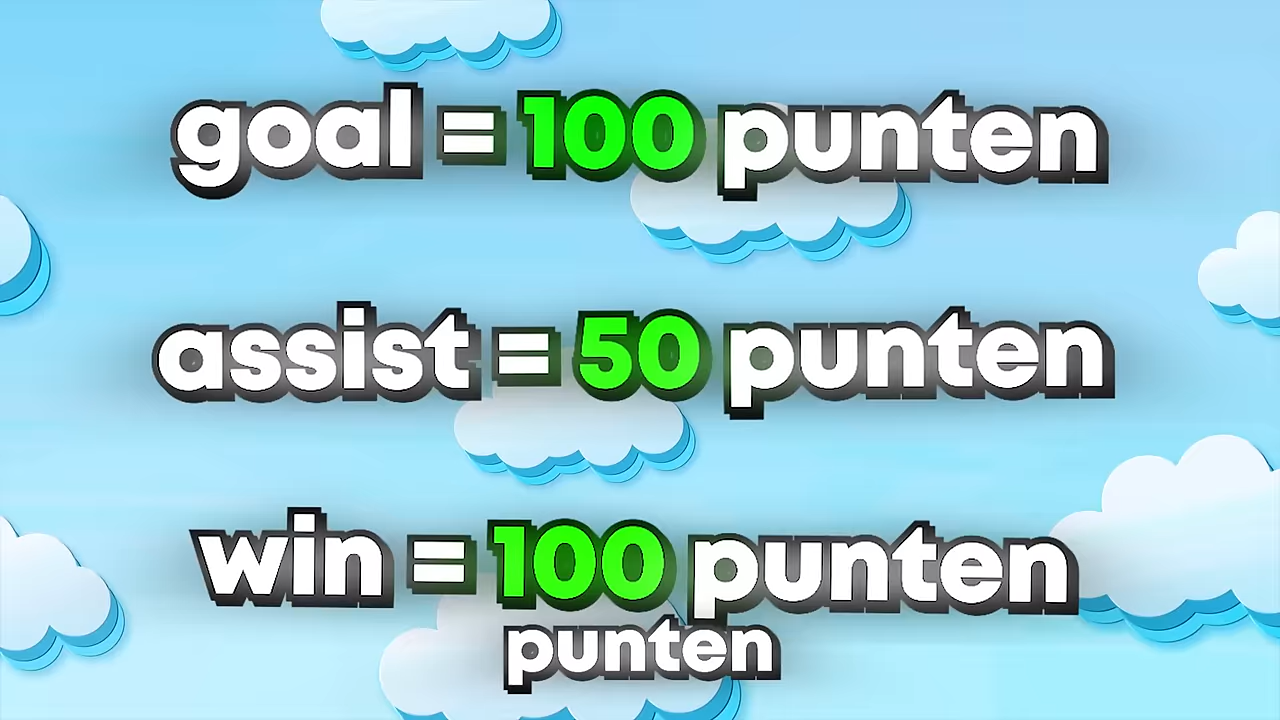 goal = 100 punten
assist = 50 punten
win = 100 punten
punten